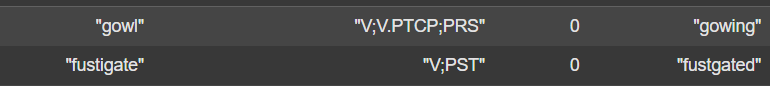 "gowl" "V;V.PTCP;PRS" 0 "gowing"
"fustigate" "V;PST" 0 "fustgated"